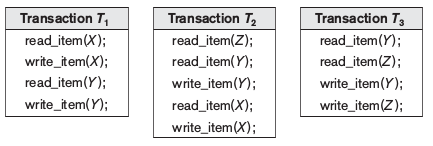 Transaction T1
read_item(X);
write_item(X);
read_item(Y);
write_item(Y);
Transaction T2
read_item(Z);
read_item(Y);
write_item(Y);
read_item(X);
write_item(X);
Transaction T3
read_item(Y);
read_item(Z);
write_item(Y);
write_item(Z);